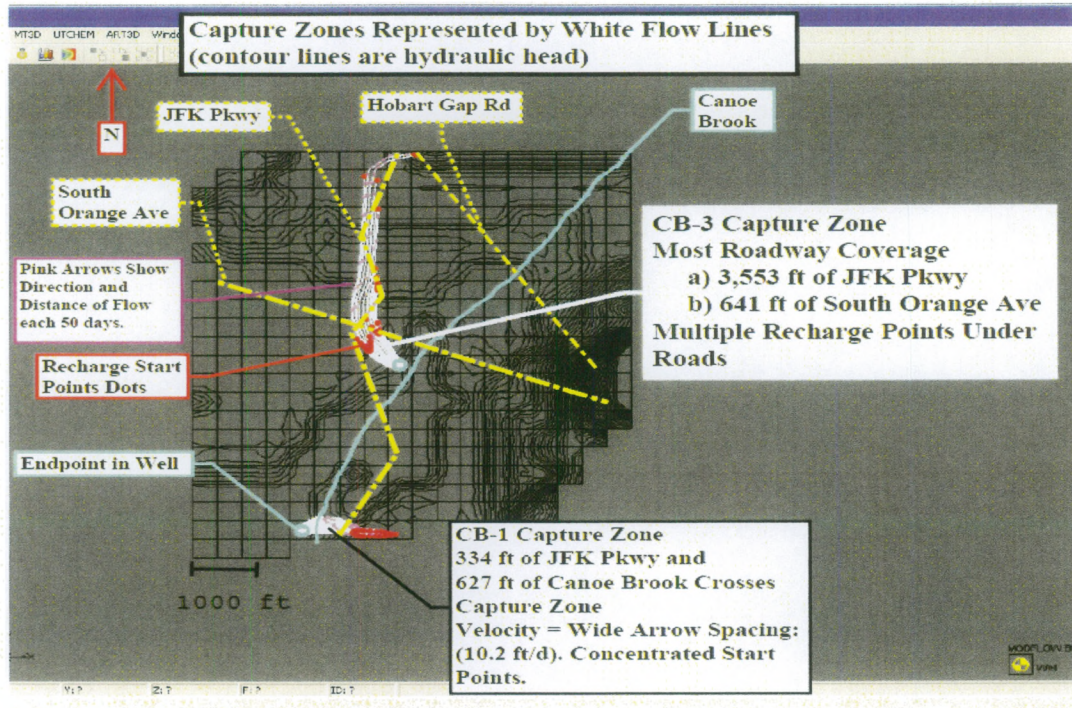 Capture Zones Represented by White Flow Lines
(contour lines are hydraulic head)
MT3D UTCHEM ART3D Windo
N
JFK Pkwy
Hobart Gap Rd
Canoe
Brook
South
Orange Ave
CB-3 Capture Zone
Most Roadway Coverage
a) 3,553 ft of JFK Pkwy
b) 641 ft of South Orange Ave
Multiple Recharge Points Under
Roads
Pink Arrows Show
Direction and
Distance of Flow
each 50 days.
Recharge Start
Points Dots
Endpoint in Well
CB-1 Capture Zone
334 ft of JFK Pkwy and
627 ft of Canoe Brook Crosses
Capture Zone
Velocity = Wide Arrow Spacing:
(10.2 ft/d). Concentrated Start
Points.
1000 ft
Y: ? Z: ? F: ? ID: ?